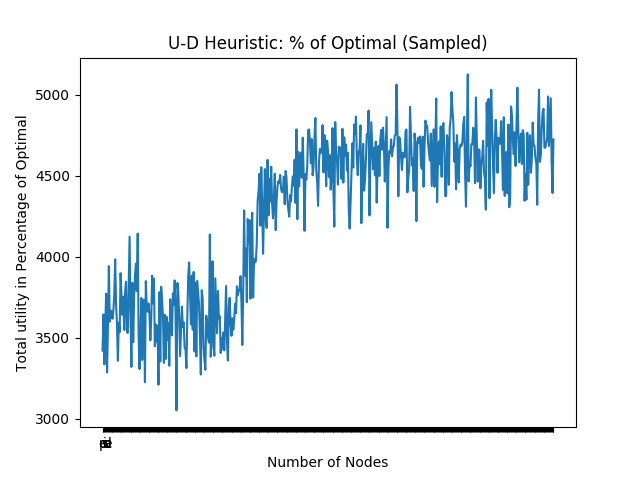 U-D Heuristic: % of Optimal (Sampled)
Total utility in Percentage of Optimal
5000
4500
4000
3500
3000
Number of Nodes